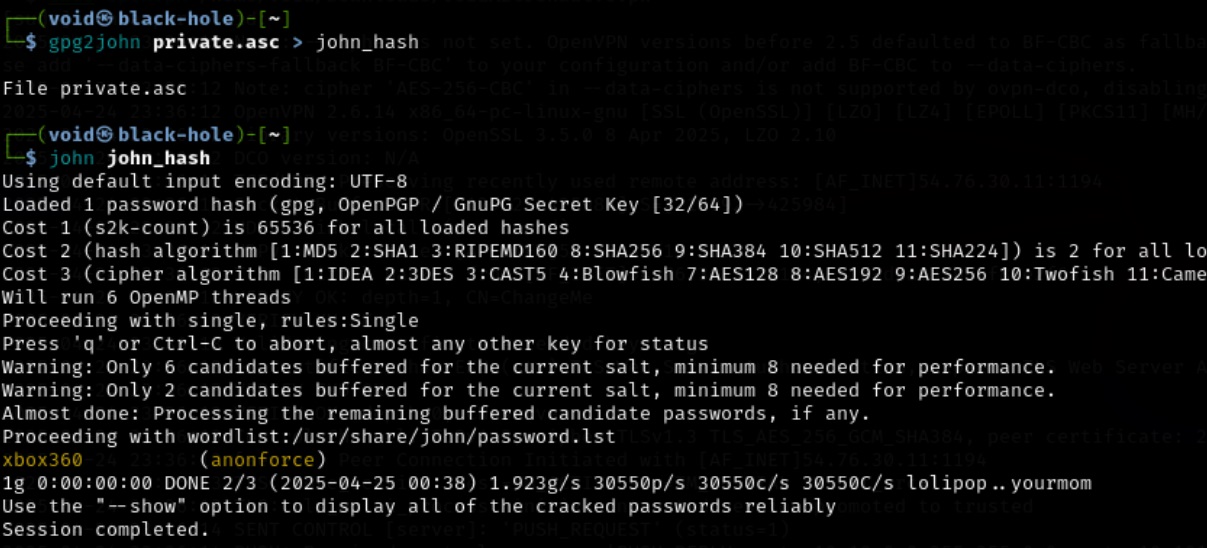 ┌──(void㉿black-hole)-[~]
└─$ gpg2john private.asc > john_hash
File private.asc
┌──(void㉿black-hole)-[~]
└─$ john john_hash
Using default input encoding: UTF-8
Loaded 1 password hash (gpg, OpenPGP / GnuPG Secret Key [32/64])
Cost 1 (s2k-count) is 65536 for all loaded hashes
Cost 2 (hash algorithm [1:MD5 2:SHA1 3:RIPEMD160 8:SHA256 9:SHA384 10:SHA512 11:SHA224]) is 2 for all lo
Cost 3 (cipher algorithm [1:IDEA 2:3DES 3:CAST5 4:Blowfish 7:AES128 8:AES192 9:AES256 10:Twofish 11:Came
Will run 6 OpenMP threads
Proceeding with single, rules:Single
Press 'q' or Ctrl-C to abort, almost any other key for status
Warning: Only 6 candidates buffered for the current salt, minimum 8 needed for performance.
Warning: Only 2 candidates buffered for the current salt, minimum 8 needed for performance.
Almost done: Processing the remaining buffered candidate passwords, if any.
Proceeding with wordlist:/usr/share/john/password.lst
xbox360 (anonforce)
1g 0:00:00:00 DONE 2/3 (2025-04-25 00:38) 1.923g/s 30550p/s 30550c/s 30550C/s lolipop..yourmom
Use the "--show" option to display all of the cracked passwords reliably
Session completed.